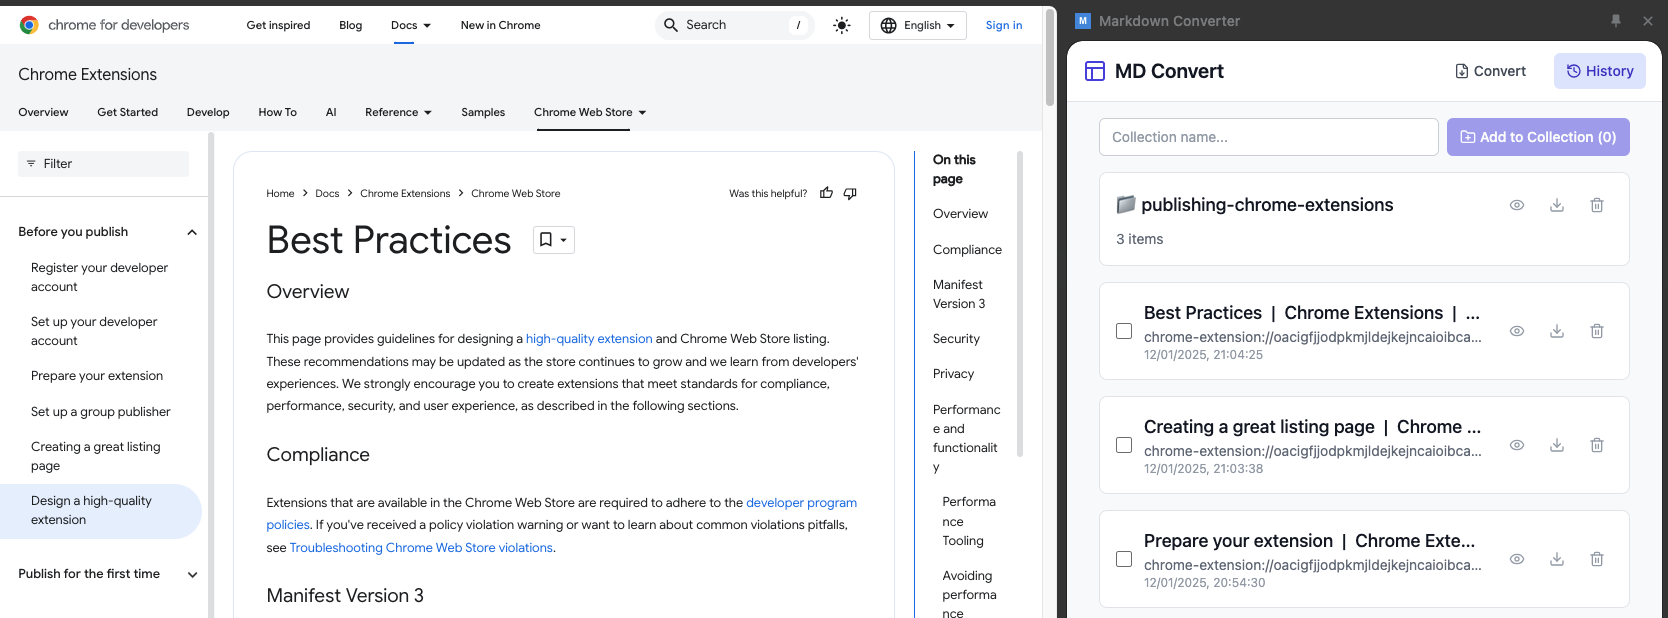 chrome for developers
Get inspired
Blog
Docs
New in Chrome
Search
/
English
Sign in
Chrome Extensions
Overview
Get Started
Develop
How To
AI
Reference
Samples
Chrome Web Store
Filter
Before you publish
Register your developer
account
Set up your developer
account
Prepare your extension
Set up a group publisher
Creating a great listing
page
Design a high-quality
extension
Publish for the first time
Home > Docs > Chrome Extensions > Chrome Web Store
Was this helpful?
Best Practices
Overview
This page provides guidelines for designing a high-quality extension and Chrome Web Store listing.
These recommendations may be updated as the store continues to grow and we learn from developers'
experiences. We strongly encourage you to create extensions that meet standards for compliance,
performance, security, and user experience, as described in the following sections.
Compliance
Extensions that are available in the Chrome Web Store are required to adhere to the developer program
policies. If you've received a policy violation warning or want to learn about common violations pitfalls,
see Troubleshooting Chrome Web Store violations.
Manifest Version 3
On this
page
Overview
Compliance
Manifest
Version 3
Security
Privacy
Performanc
e and
functionalit
y
Performa
nce
Tooling
Avoiding
performa
nce
M
Markdown Converter
MD Convert
Convert
History
Collection name...
Add to Collection (0)
publishing-chrome-extensions
3 items
Best Practices | Chrome Extensions | ...
chrome-extension://oacigfjjodpkmjldejkejncaioibca...
12/01/2025, 21:04:25
Creating a great listing page | Chrome ...
chrome-extension://oacigfjjodpkmjldejkejncaioibca...
12/01/2025, 21:03:38
Prepare your extension | Chrome Exte...
chrome-extension://oacigfjjodpkmjldejkejncaioibca...
12/01/2025, 20:54:30